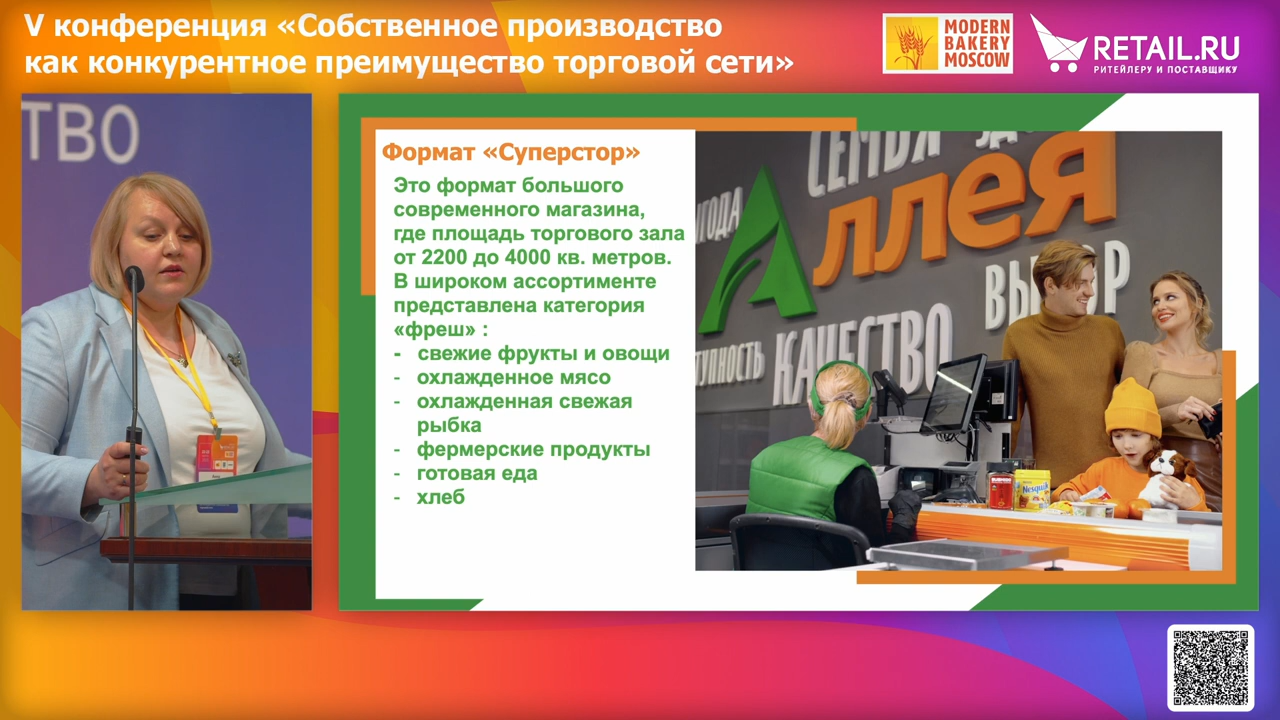 V конференция «Собственное производство
как конкурентное преимущество торговой сети»
MODERN
BAKERY
MOSCOW
RETAIL.RU
РИТЕЙЛЕРУ И ПОСТАВЩИКУ
ТВО
Формат «Суперстор»
Это формат большого
современного магазина,
где площадь торгового зала
от 2200 до 4000 кв. метров.
В широком ассортименте
представлена категория
«фреш» :
- свежие фрукты и овощи
- охлажденное мясо
- охлажденная свежая
рыбка
- фермерские продукты
- готовая еда
- хлеб
СЕМЬЯ
Аллея
КАЧЕСТВО
Nesquik